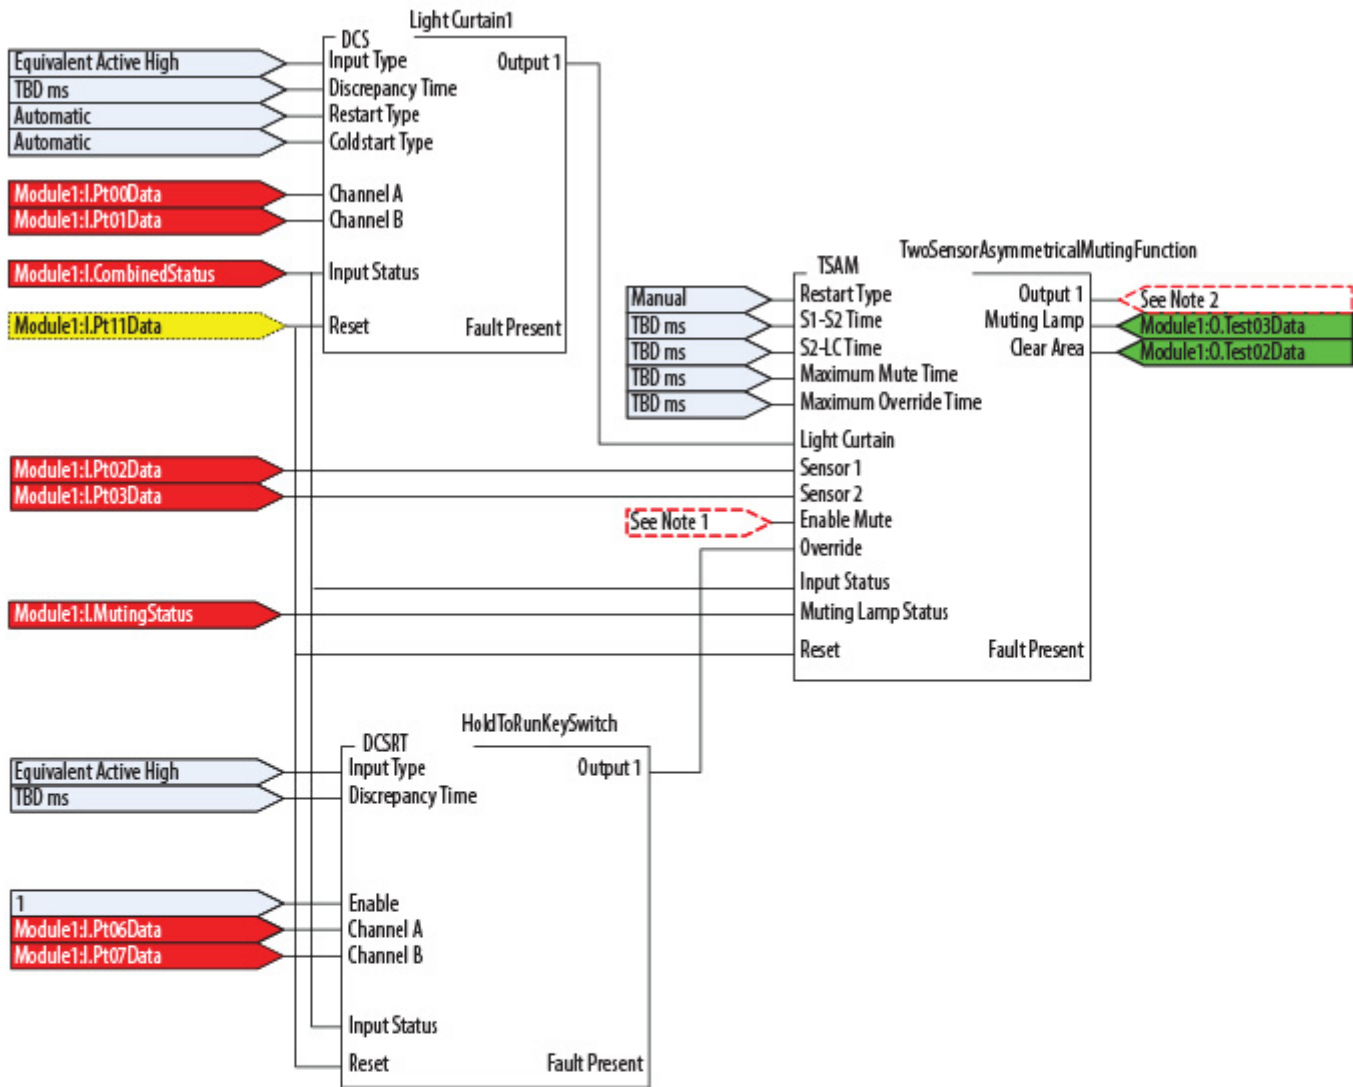 LightCurtain1
DCS
Equivalent Active High
Input Type
Output 1
TBD ms
Discrepancy Time
Automatic
Restart Type
Automatic
Coldstart Type
Module1:I.Pt00Data
Channel A
Module1:I.Pt01Data
Channel B
Module1:I.CombinedStatus
Input Status
Module1:I.Pt11Data
Reset
Fault Present
TwoSensorAsymmetricalMutingFunction
TSAM
Manual
Restart Type
Output 1
See Note 2
TBD ms
S1-S2 Time
Muting Lamp
Module1:O.Test03Data
TBD ms
S2-LC Time
Clear Area
Module1:O.Test02Data
TBD ms
Maximum Mute Time
TBD ms
Maximum Override Time
Light Curtain
Module1:I.Pt02Data
Sensor 1
Module1:I.Pt03Data
Sensor 2
See Note 1
Enable Mute
Override
Input Status
Module1:I.MutingStatus
Muting Lamp Status
Reset
Fault Present
HoldToRunKeySwitch
DCSRT
Equivalent Active High
Input Type
Output 1
TBD ms
Discrepancy Time
1
Enable
Module1:I.Pt06Data
Channel A
Module1:I.Pt07Data
Channel B
Input Status
Reset
Fault Present